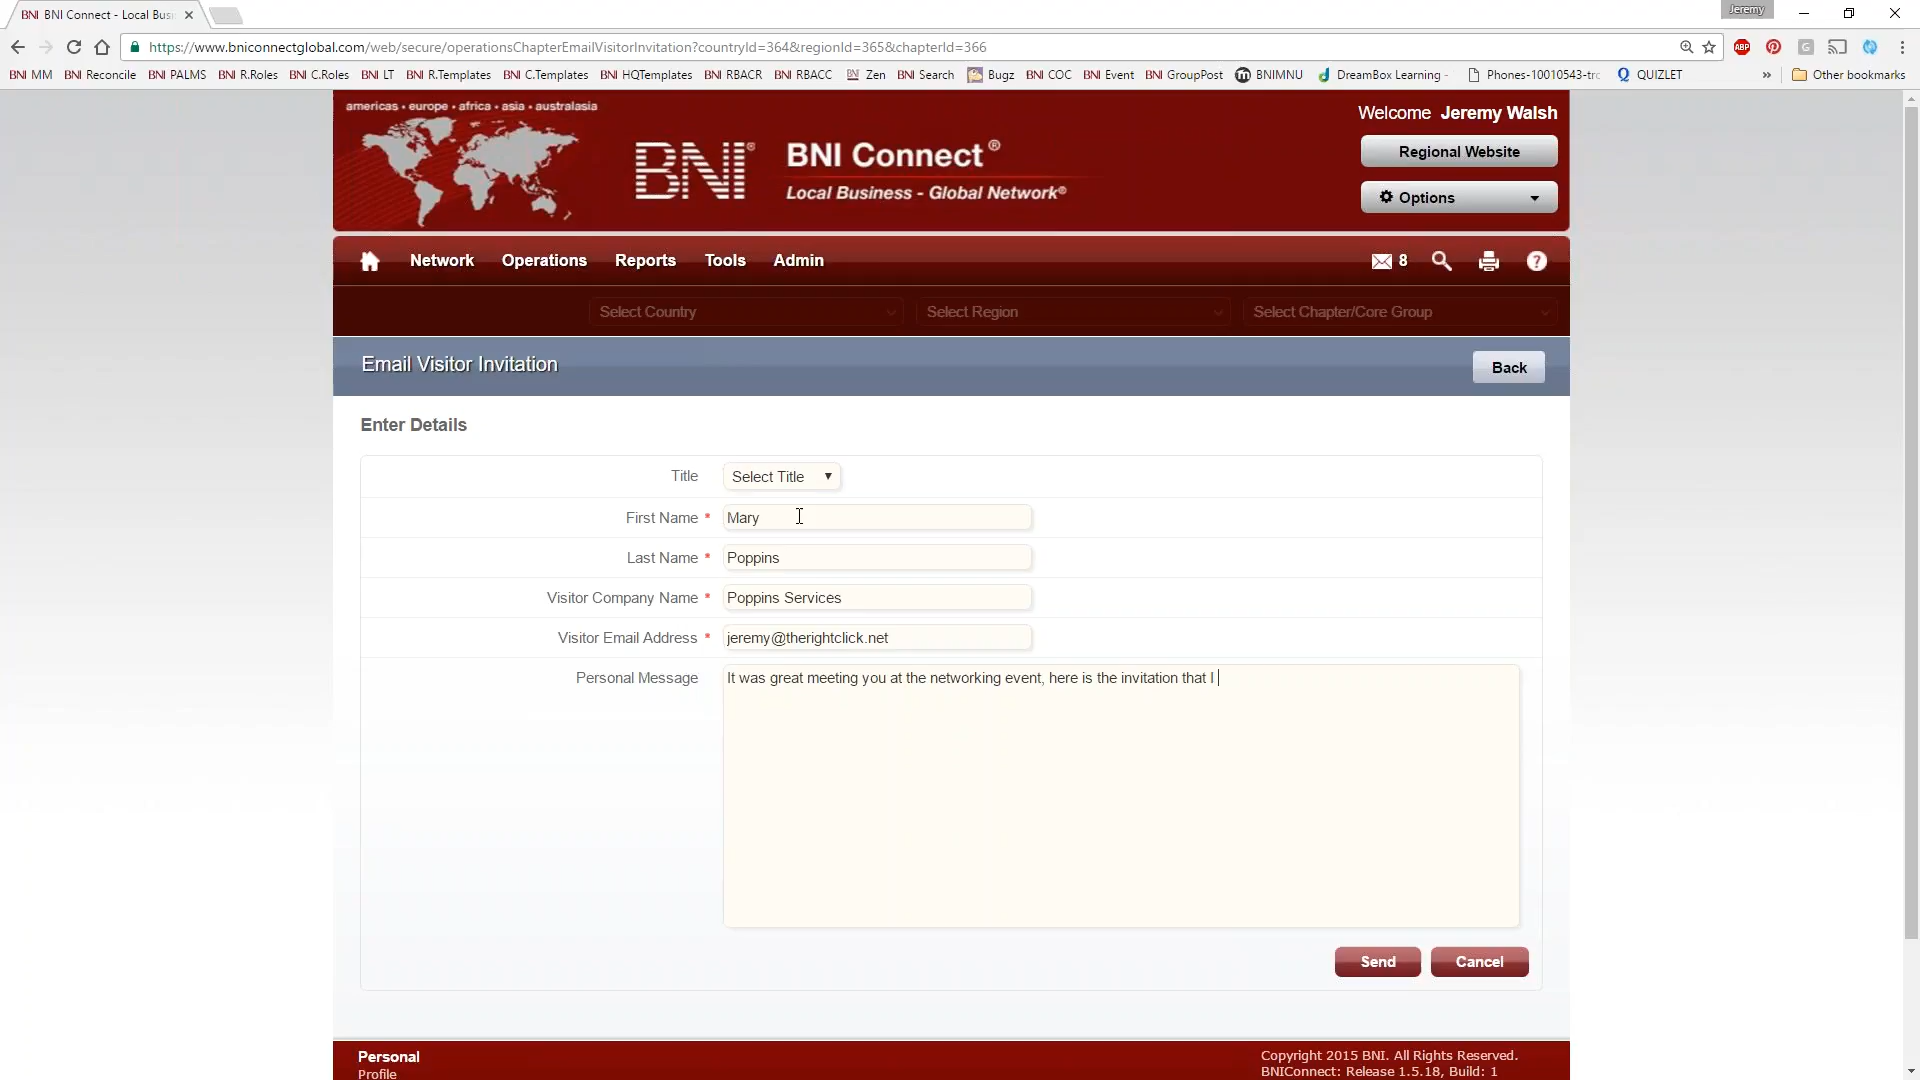 BNI BNI Connect - Local Busi
Jeremy
https://www.bniconnectglobal.com/web/secure/operationsChapterEmailVisitorInvitation?countryId=364&regionId=365&chapterId=366
ABP
BNI MM BNI Reconcile BNI PALMS BNI R.Roles BNI C.Roles BNI LT BNI R.Templates BNI C.Templates BNI HQTemplates BNI RBACR BNI RBACC BNI Zen BNI Search Bugz BNI COC BNI Event BNI GroupPost BNIMNU DreamBox Learning - Phones-10010543-trc QUIZLET » Other bookmarks
americas • europe • africa • asia • australasia
Welcome Jeremy Walsh
BNI® BNI Connect®
Local Business - Global Network®
Regional Website
Options
Network Operations Reports Tools Admin 8
Select Country Select Region Select Chapter/Core Group
Email Visitor Invitation
Back
Enter Details
Title Select Title
First Name * Mary
Last Name * Poppins
Visitor Company Name * Poppins Services
Visitor Email Address * jeremy@therightclick.net
Personal Message It was great meeting you at the networking event, here is the invitation that I
Send Cancel
Personal
Profile
Copyright 2015 BNI. All Rights Reserved.
BNIConnect: Release 1.5.18, Build: 1